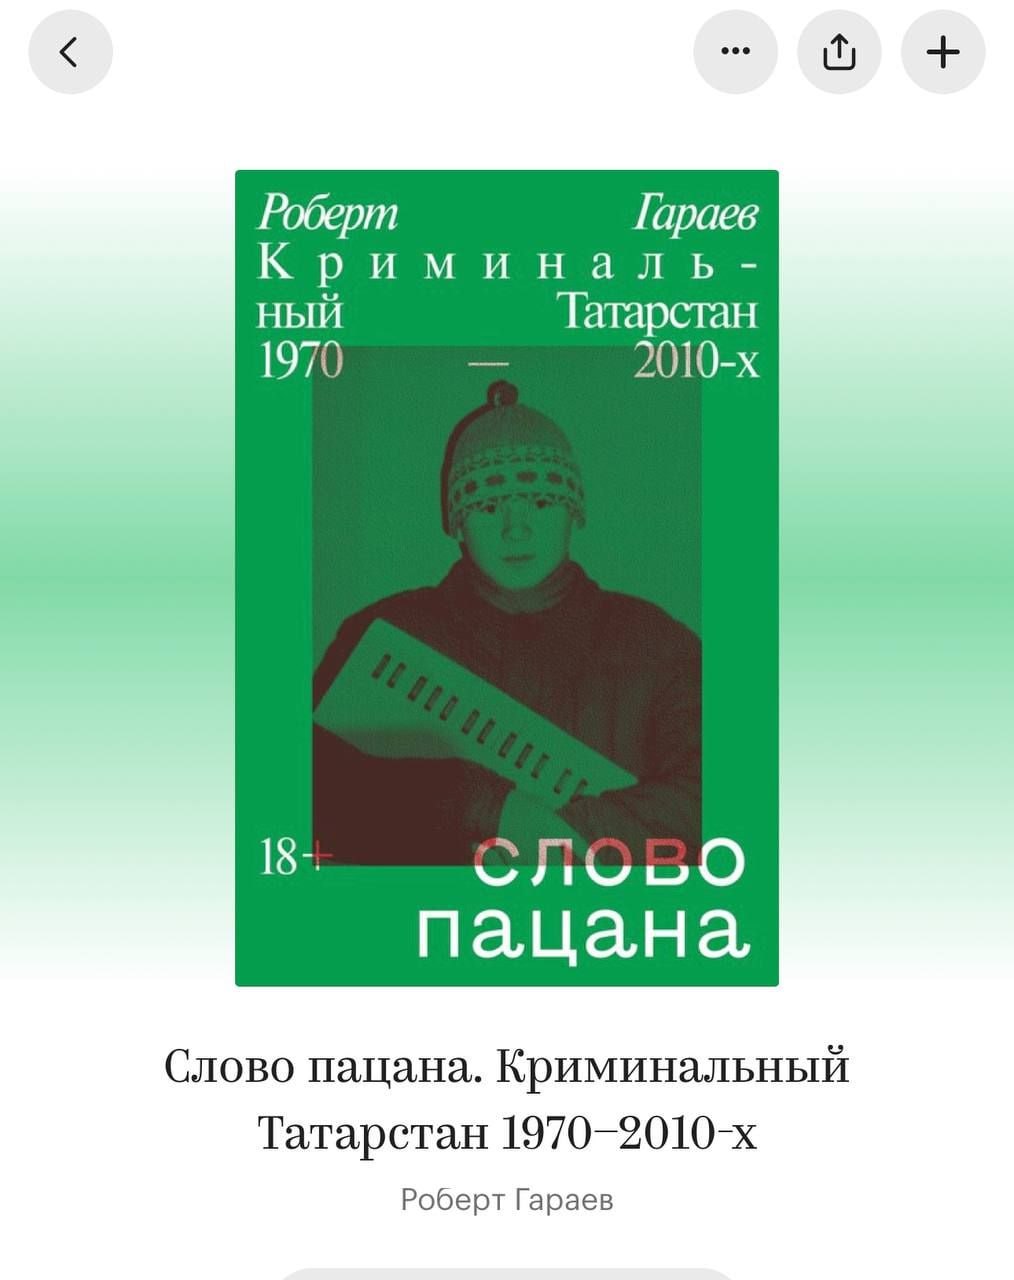 Роберт Гараев
Криминаль-
ный Татарстан
1970 — 2010-х
18+ слово
пацана
Слово пацана. Криминальный
Татарстан 1970–2010-х
Роберт Гараев